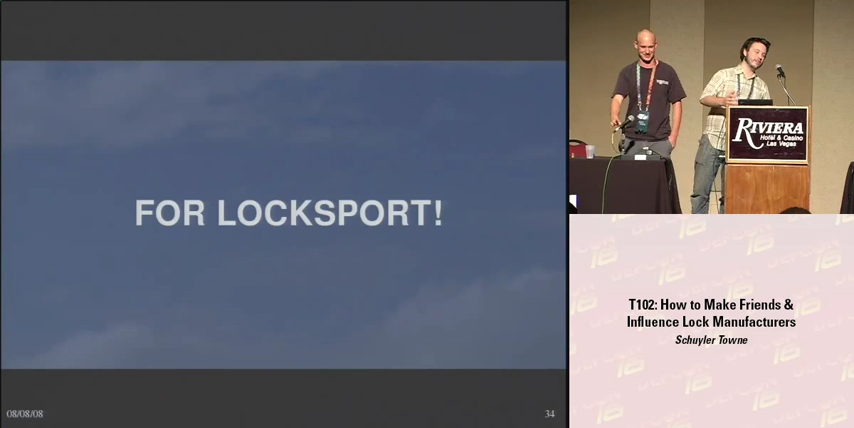 FOR LOCKSPORT!
08/08/08
34
RIVIERA
Hotel & Casino
Las Vegas
T102: How to Make Friends &
Influence Lock Manufacturers
Schuyler Towne